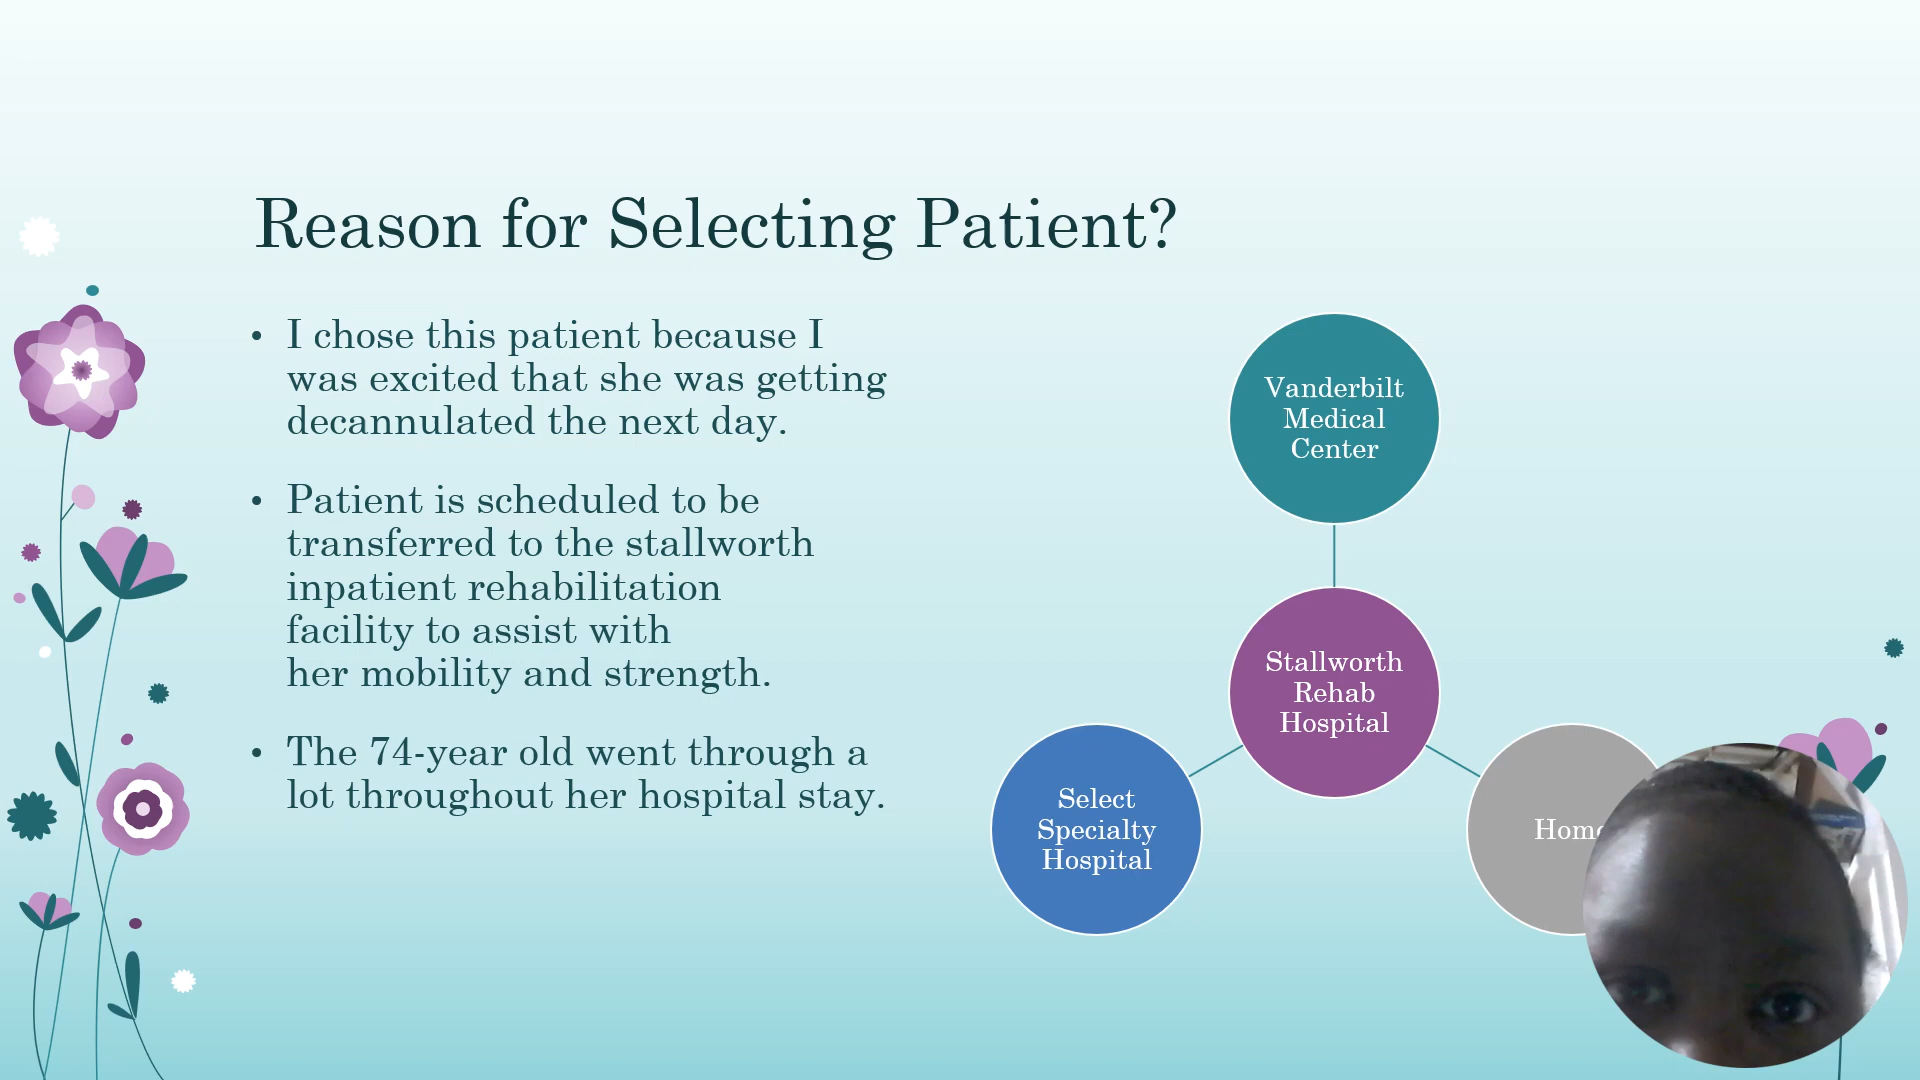 Reason for Selecting Patient?
• I chose this patient because I
was excited that she was getting
decannulated the next day.
• Patient is scheduled to be
transferred to the stallworth
inpatient rehabilitation
facility to assist with
her mobility and strength.
• The 74-year old went through a
lot throughout her hospital stay.
Vanderbilt
Medical
Center
Stallworth
Rehab
Hospital
Select
Specialty
Hospital
Home